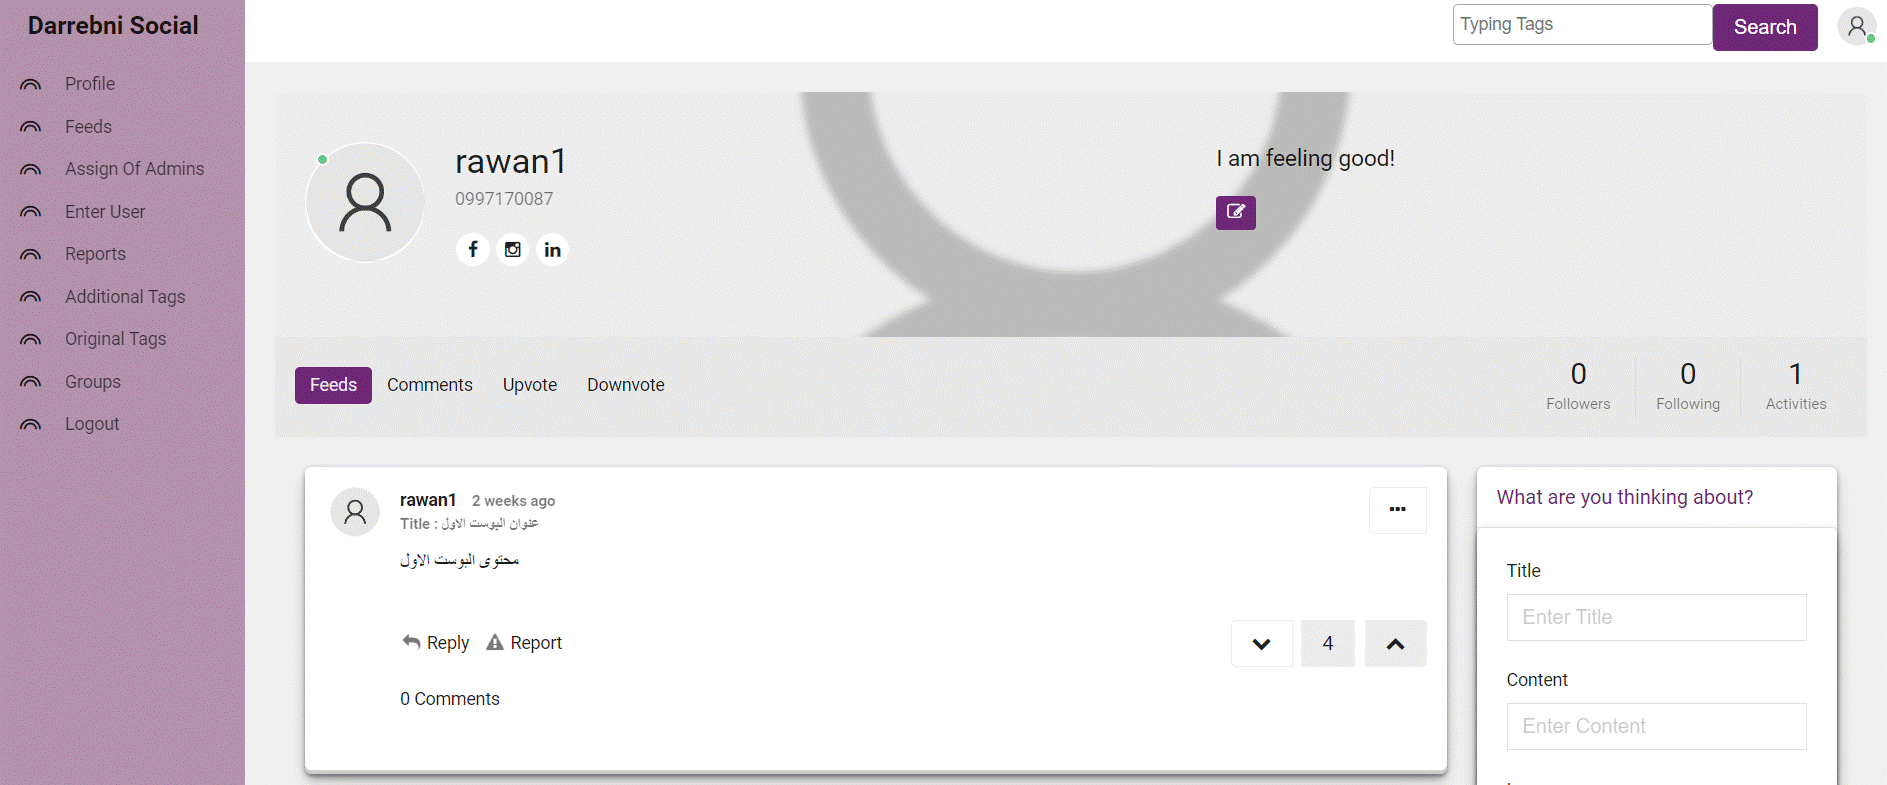 Darrebni Social
Typing Tags
Search
Profile
Feeds
Assign Of Admins
Enter User
Reports
Additional Tags
Original Tags
Groups
Logout
rawan1
0997170087
I am feeling good!
Feeds Comments Upvote Downvote
0 0 1
Followers Following Activities
rawan1 2 weeks ago
Title : عنوان البوست الاول
محتوى البوست الاول
Reply Report
4
0 Comments
What are you thinking about?
Title
Enter Title
Content
Enter Content